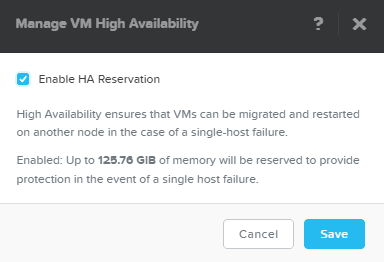 Manage VM High Availability
?
Enable HA Reservation
High Availability ensures that VMs can be migrated and restarted
on another node in the case of a single-host failure.
Enabled: Up to 125.76 GiB of memory will be reserved to provide
protection in the event of a single host failure.
Cancel
Save